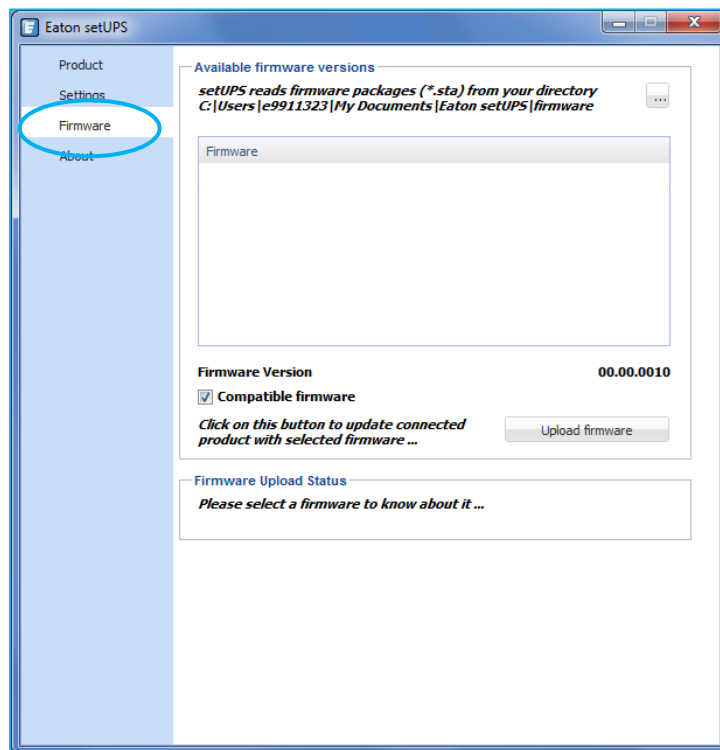 Eaton setUPS
Product
Settings
Firmware
About
Available firmware versions
setUPS reads firmware packages (*.sta) from your directory
C:|Users|e9911323|My Documents|Eaton setUPS|firmware
...
Firmware
Firmware Version 00.00.0010
Compatible firmware
Click on this button to update connected
product with selected firmware ...
Upload firmware
Firmware Upload Status
Please select a firmware to know about it ...